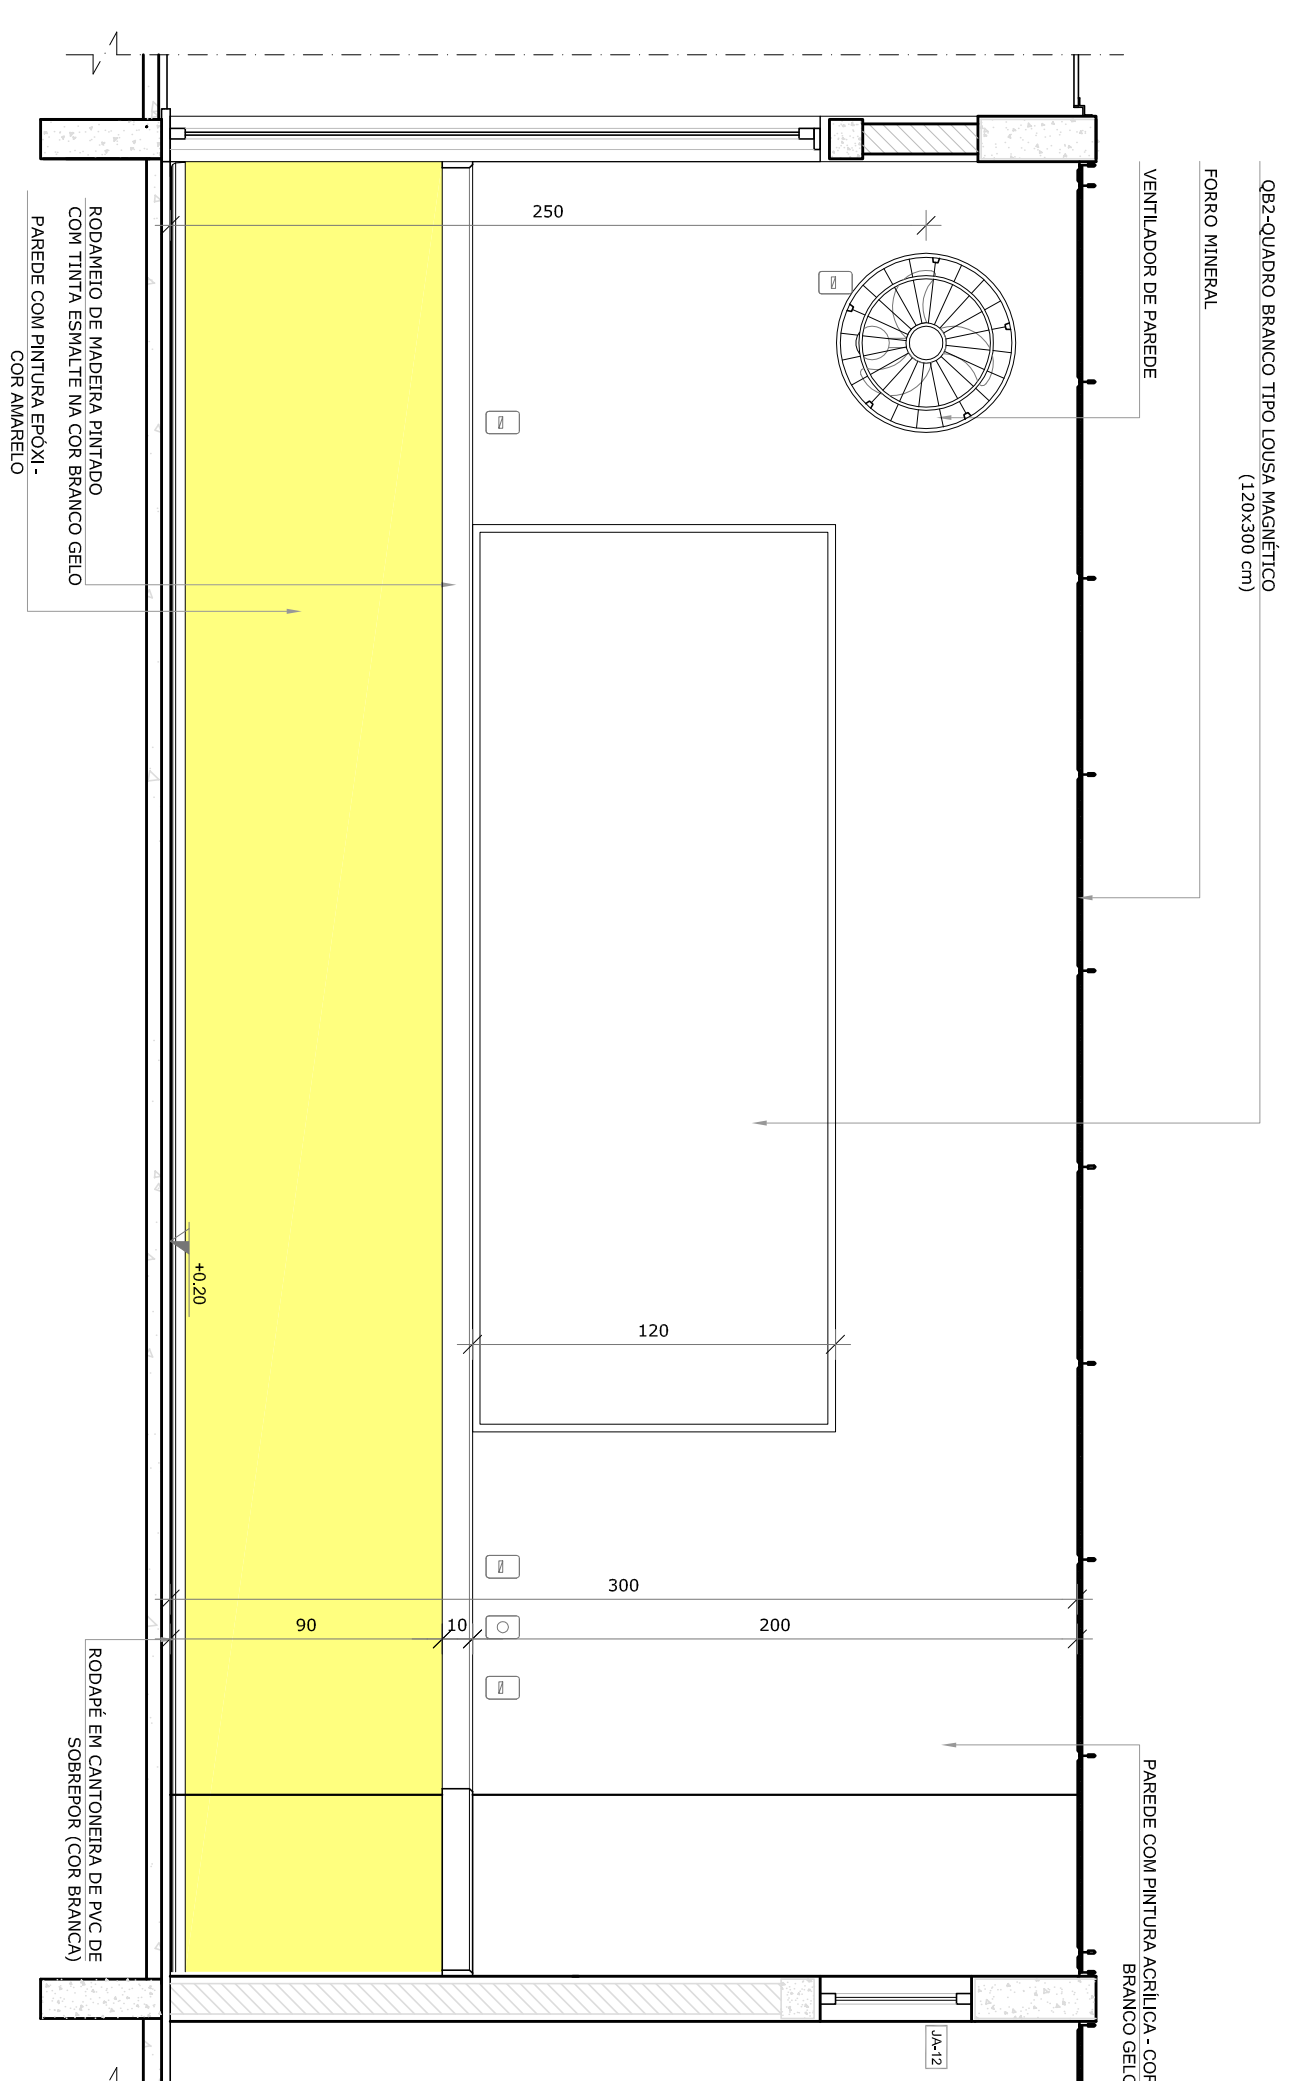 QB2-QUADRO BRANCO TIPO LOUSA MAGNÉTICO
(120x300 cm)
FORRO MINERAL
VENTILADOR DE PAREDE
PAREDE COM PINTURA ACRÍLICA - COR
BRANCO GELO
250
120
300
90
10
200
+0.20
JA-12
RODAMEIO DE MADEIRA PINTADO
COM TINTA ESMALTE NA COR BRANCO GELO
PAREDE COM PINTURA EPÓXI -
COR AMARELO
RODAPÉ EM CANTONEIRA DE PVC DE
SOBREPOR (COR BRANCA)